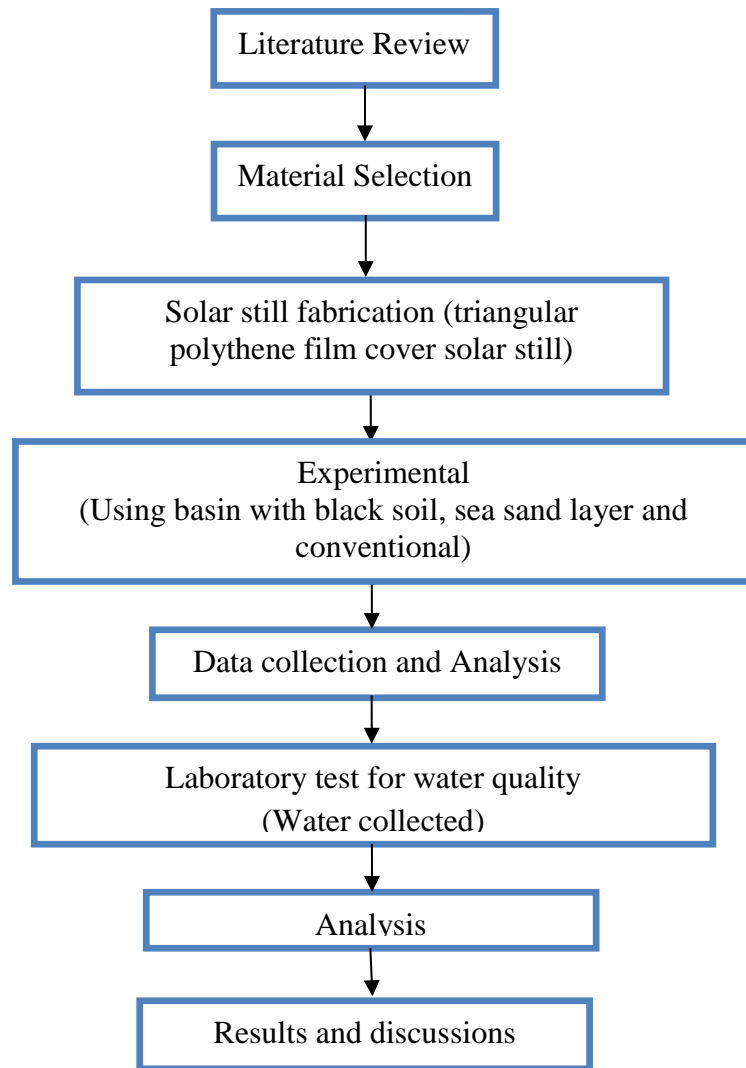 Literature Review
Material Selection
Solar still fabrication (triangular
polythene film cover solar still)
Experimental
(Using basin with black soil, sea sand layer and
conventional)
Data collection and Analysis
Laboratory test for water quality
(Water collected)
Analysis
Results and discussions